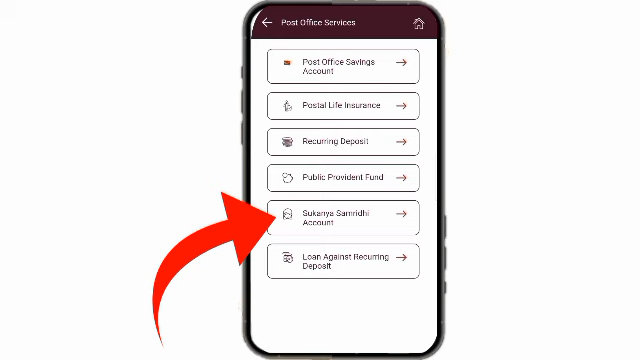 Post Office Services
Post Office Savings
Account
Postal Life Insurance
Recurring Deposit
Public Provident Fund
Sukanya Samridhi
Account
Loan Against Recurring
Deposit